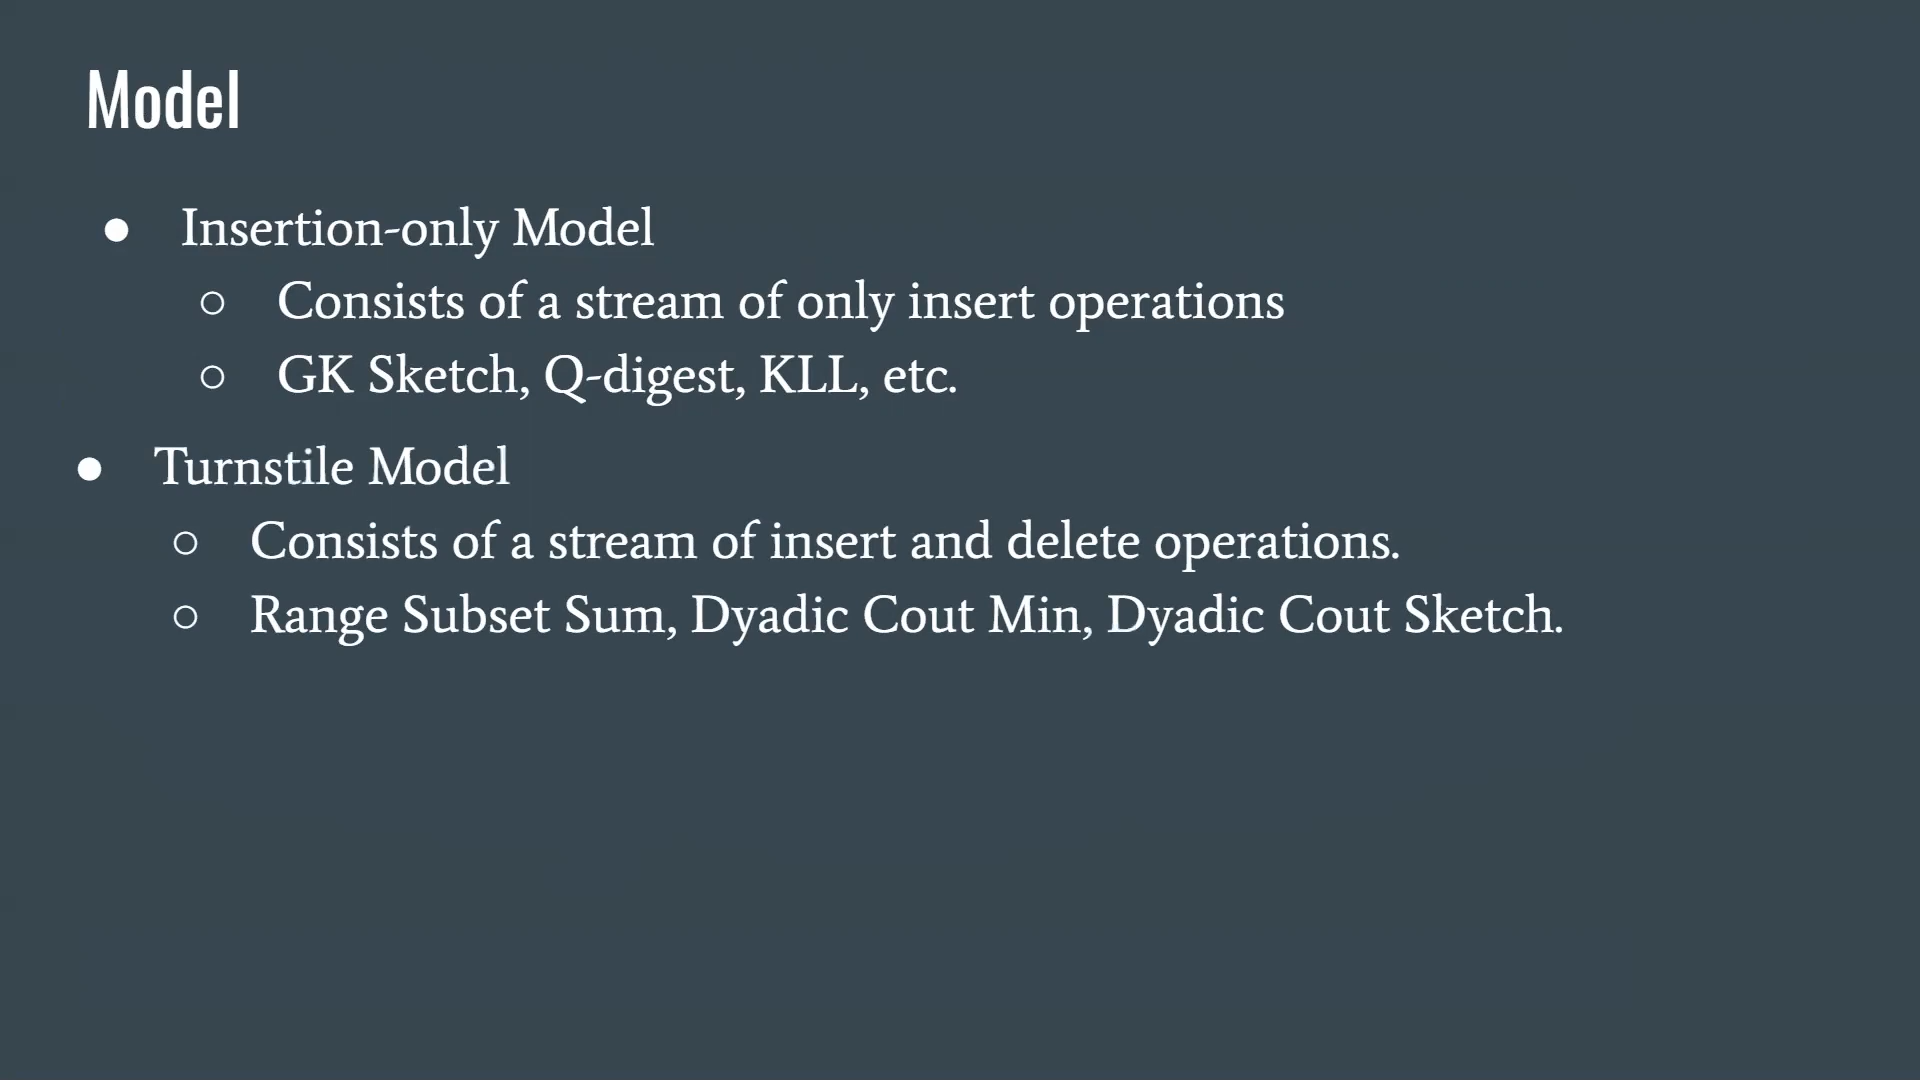 Model
● Insertion-only Model
○ Consists of a stream of only insert operations
○ GK Sketch, Q-digest, KLL, etc.
● Turnstile Model
○ Consists of a stream of insert and delete operations.
○ Range Subset Sum, Dyadic Cout Min, Dyadic Cout Sketch.